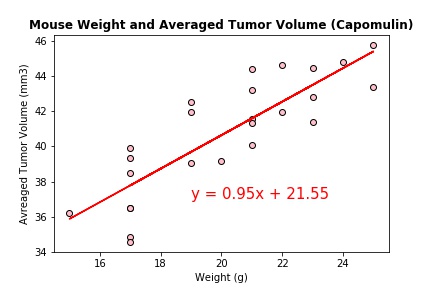 Mouse Weight and Averaged Tumor Volume (Capomulin)
46
44
42
40
38
36
34
Avreaged Tumor Volume (mm3)
y = 0.95x + 21.55
16 18 20 22 24
Weight (g)